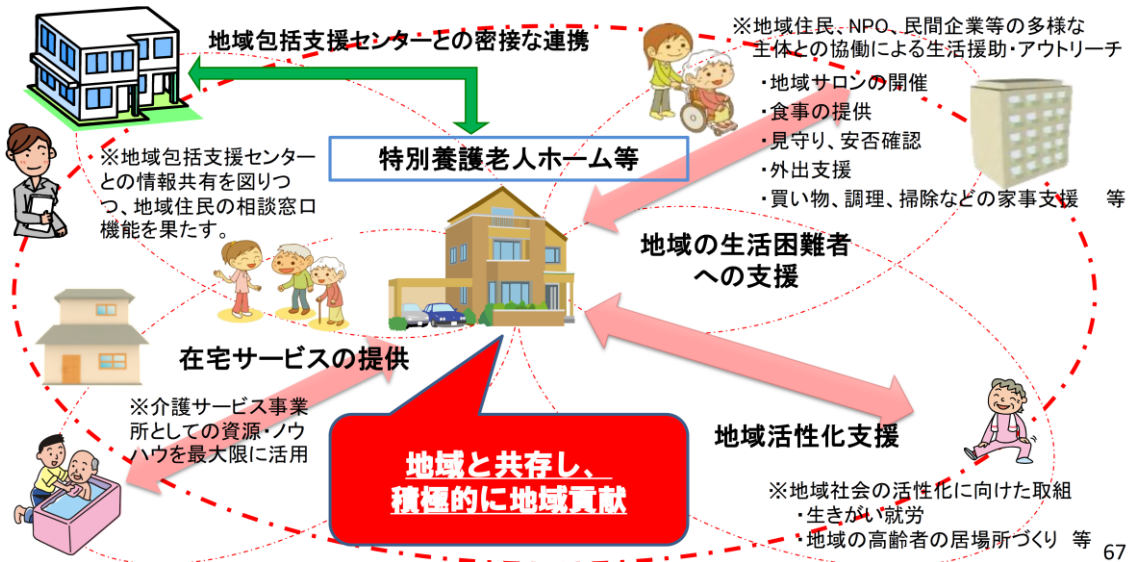 地域包括支援センターとの密接な連携
※地域住民、NPO、民間企業等の多様な
主体との協働による生活援助・アウトリーチ
・地域サロンの開催
・食事の提供
・見守り、安否確認
・外出支援
・買い物、調理、掃除などの家事支援　等
特別養護老人ホーム等
※地域包括支援センター
との情報共有を図りつ
つ、地域住民の相談窓口
機能を果たす。
地域の生活困難者
への支援
在宅サービスの提供
※介護サービス事業
所としての資源・ノウ
ハウを最大限に活用
地域と共存し、
積極的に地域貢献
地域活性化支援
※地域社会の活性化に向けた取組
・生きがい就労
・地域の高齢者の居場所づくり　等
67